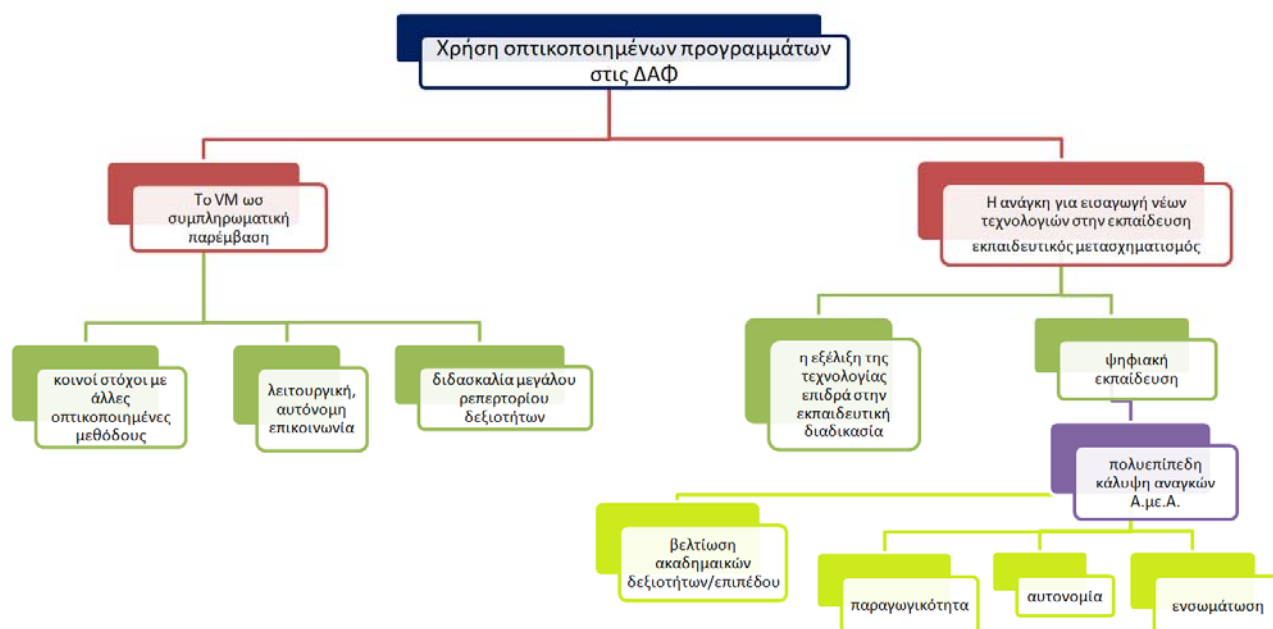 Χρήση οπτικοποιημένων προγραμμάτων
στις ΔΑΦ
Το VM ωσ
συμπληρωματική
παρέμβαση
Η ανάγκη για εισαγωγή νέων
τεχνολογιών στην εκπαίδευση
εκπαιδευτικός μετασχηματισμός
κοινοί στόχοι με
άλλες
οπτικοποιημένες
μεθόδους
λειτουργική,
αυτόνομη
επικοινωνία
διδασκαλία μεγάλου
ρεπερτορίου
δεξιοτήτων
η εξέλιξη της
τεχνολογίας
επιδρά στην
εκπαιδευτική
διαδικασία
ψηφιακή
εκπαίδευση
πολυεπίπεδη
κάλυψη αναγκών
Α.με.Α.
βελτίωση
ακαδημαικών
δεξιοτήτων/επιπέδου
παραγωγικότητα
αυτονομία
ενσωμάτωση